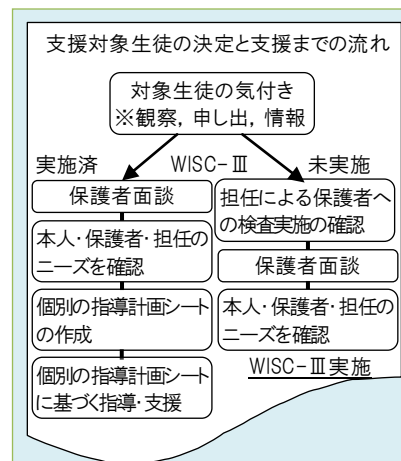 支援対象生徒の決定と支援までの流れ
対象生徒の気付き
※観察，申し出，情報
実施済
WISC-Ⅲ
未実施
保護者面談
本人・保護者・担任の
ニーズを確認
個別の指導計画シート
の作成
個別の指導計画シート
に基づく指導・支援
担任による保護者へ
の検査実施の確認
保護者面談
本人・保護者・担任の
ニーズを確認
WISC-Ⅲ実施